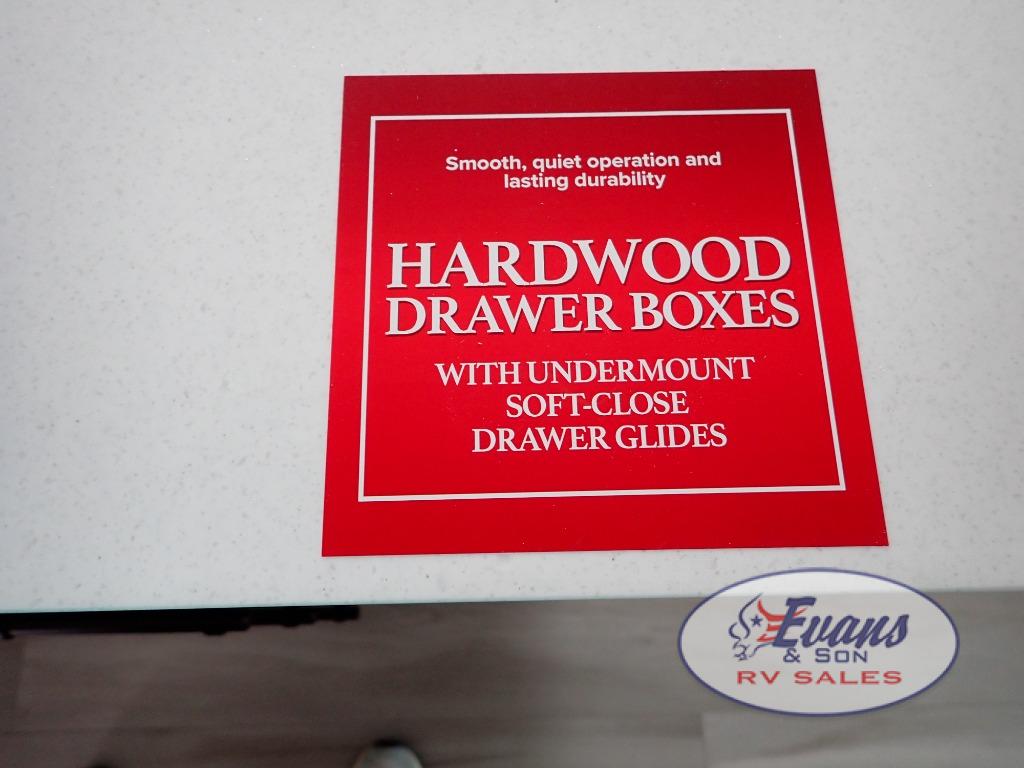 Smooth, quiet operation and
lasting durability
HARDWOOD
DRAWER BOXES
WITH UNDERMOUNT
SOFT-CLOSE
DRAWER GLIDES
Evans
& SON
RV SALES